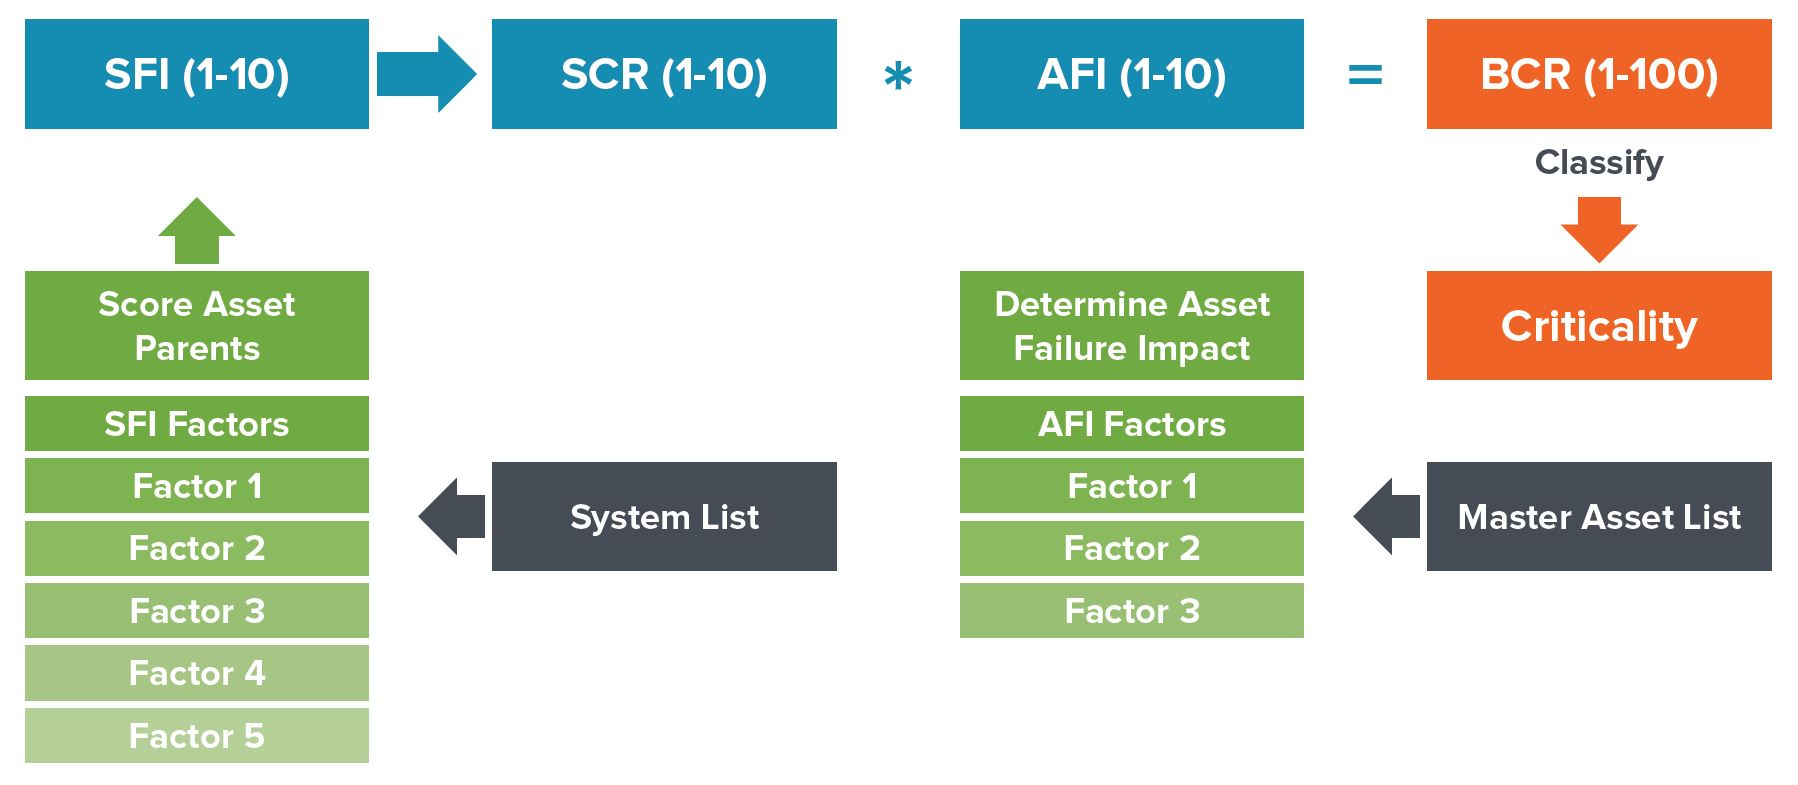 SFI (1-10)
SCR (1-10)
*
AFI (1-10)
=
BCR (1-100)
Classify
Score Asset
Parents
Determine Asset
Failure Impact
Criticality
SFI Factors
Factor 1
Factor 2
Factor 3
Factor 4
Factor 5
System List
AFI Factors
Factor 1
Factor 2
Factor 3
Master Asset List